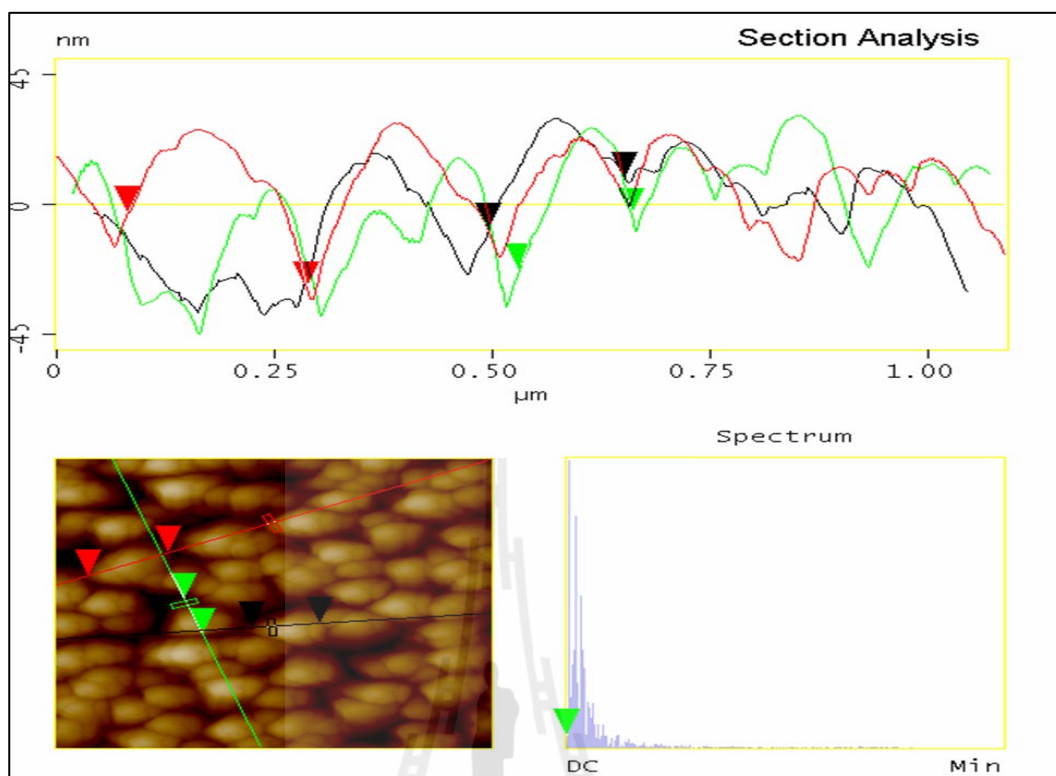 Section Analysis
nm
45
0
-45
0 0.25 0.50 0.75 1.00
µm
Spectrum
DC Min